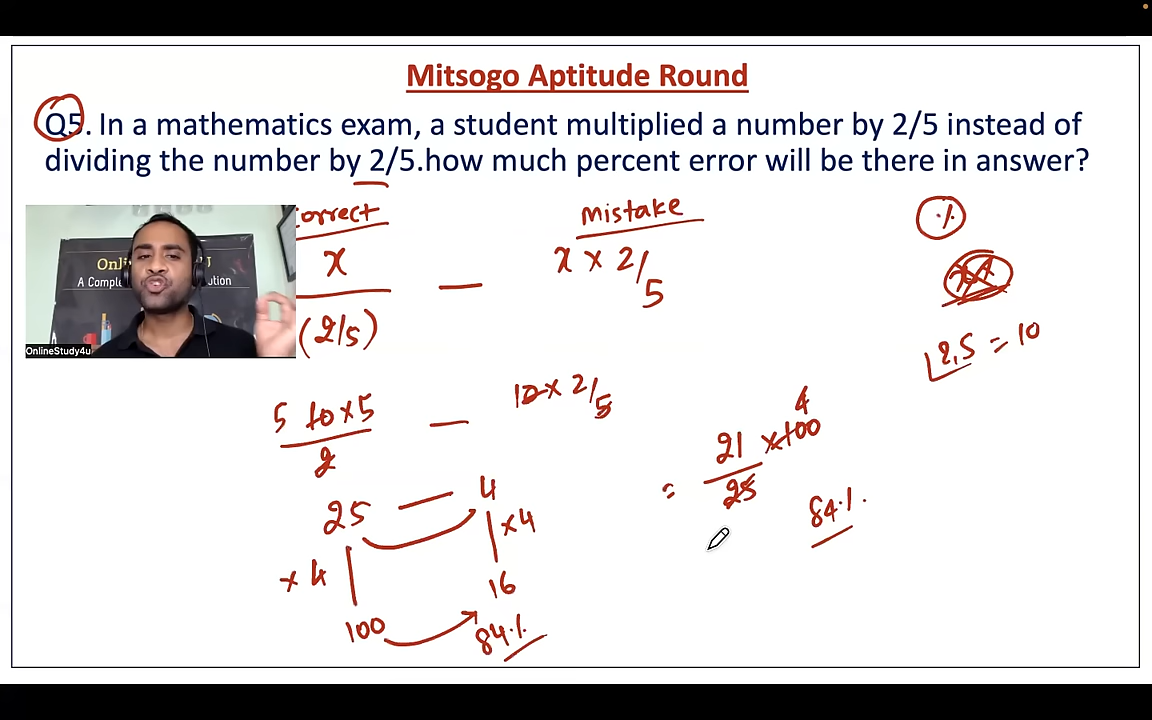 Mitsogo Aptitude Round
Q5. In a mathematics exam, a student multiplied a number by 2/5 instead of
dividing the number by 2/5.how much percent error will be there in answer?
orrect
mistake
%
x
—
x × 2/5
(2/5)
Onli
U
A Comple
ution
OnlineStudy4u
2,5 = 10
5 10×5
2
—
10× 2/5
= 21 ×100 4
25
84%
25 — 4
×4
×4
16
100
84%